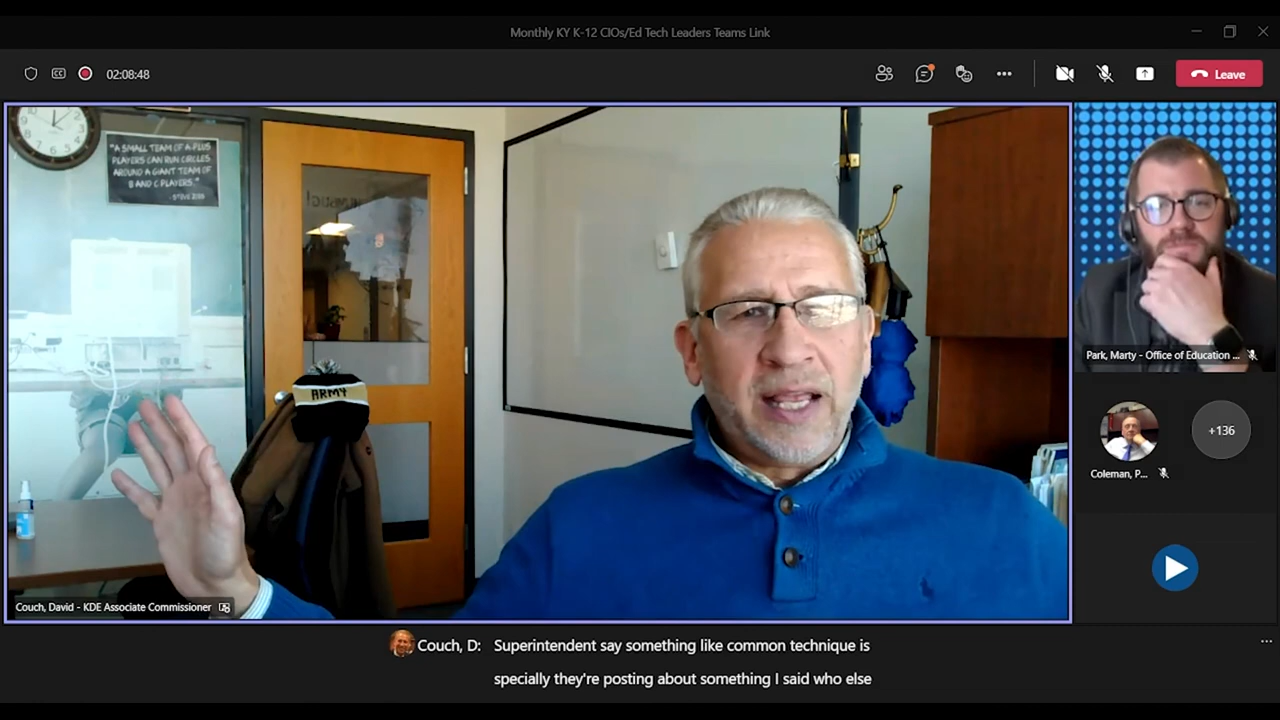 Monthly KY K-12 CIOs/Ed Tech Leaders Teams Link
CC
02:08:48
Leave
"A SMALL TEAM OF A-PLUS
PLAYERS CAN RUN CIRCLES
AROUND A GIANT TEAM OF
B AND C PLAYERS."
ARMY
Couch, David - KDE Associate Commissioner
Park, Marty - Office of Education ...
Coleman, P...
+136
Couch, D: Superintendent say something like common technique is
specially they're posting about something I said who else